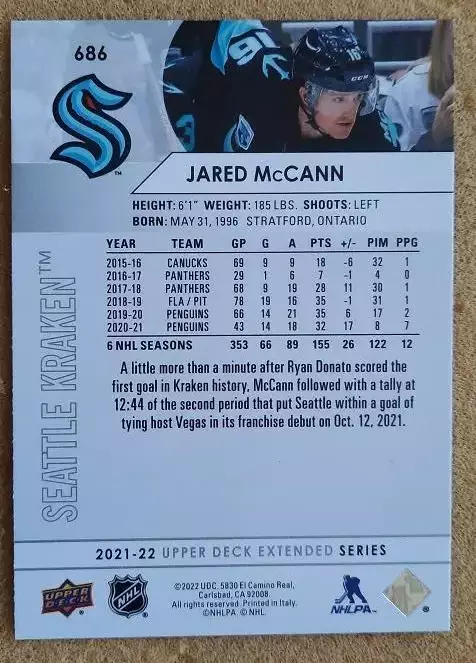 686
16
CCM
TM
JARED McCANN
HEIGHT: 6'1" WEIGHT: 185 LBS. SHOOTS: LEFT
BORN: MAY 31, 1996 STRATFORD, ONTARIO
YEAR TEAM GP G A PTS +/- PIM PPG
2015-16 CANUCKS 69 9 9 18 -6 32 1
2016-17 PANTHERS 29 1 6 7 -1 4 0
2017-18 PANTHERS 68 9 19 28 11 30 1
2018-19 FLA / PIT 78 19 16 35 -1 31 1
2019-20 PENGUINS 66 14 21 35 6 17 2
2020-21 PENGUINS 43 14 18 32 17 8 7
6 NHL SEASONS 353 66 89 155 26 122 12
A little more than a minute after Ryan Donato scored the
first goal in Kraken history, McCann followed with a tally at
12:44 of the second period that put Seattle within a goal of
tying host Vegas in its franchise debut on Oct. 12, 2021.
SEATTLE KRAKEN™
2021-22 UPPER DECK EXTENDED SERIES
UPPER DECK
NHL
®
©2022 UDC. 5830 El Camino Real,
Carlsbad, CA 92008.
All rights reserved. Printed in Italy.
©NHLPA © NHL.
NHLPA™
®